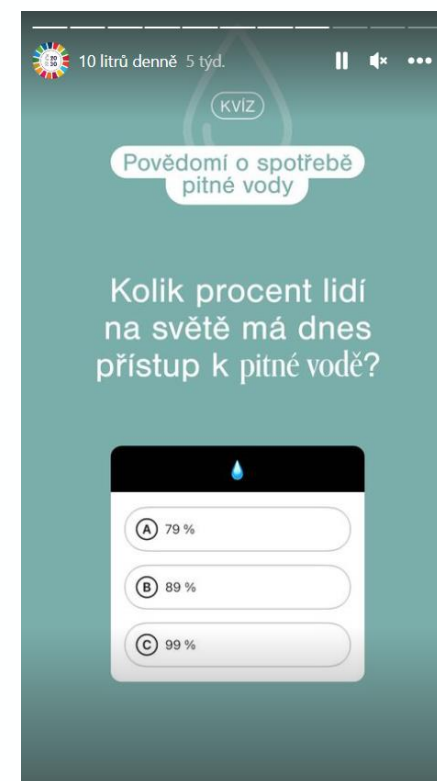 10 litrů denně 5 týd.
KVÍZ
Povědomí o spotřebě
pitné vody
Kolik procent lidí
na světě má dnes
přístup k pitné vodě?
A 79 %
B 89 %
C 99 %